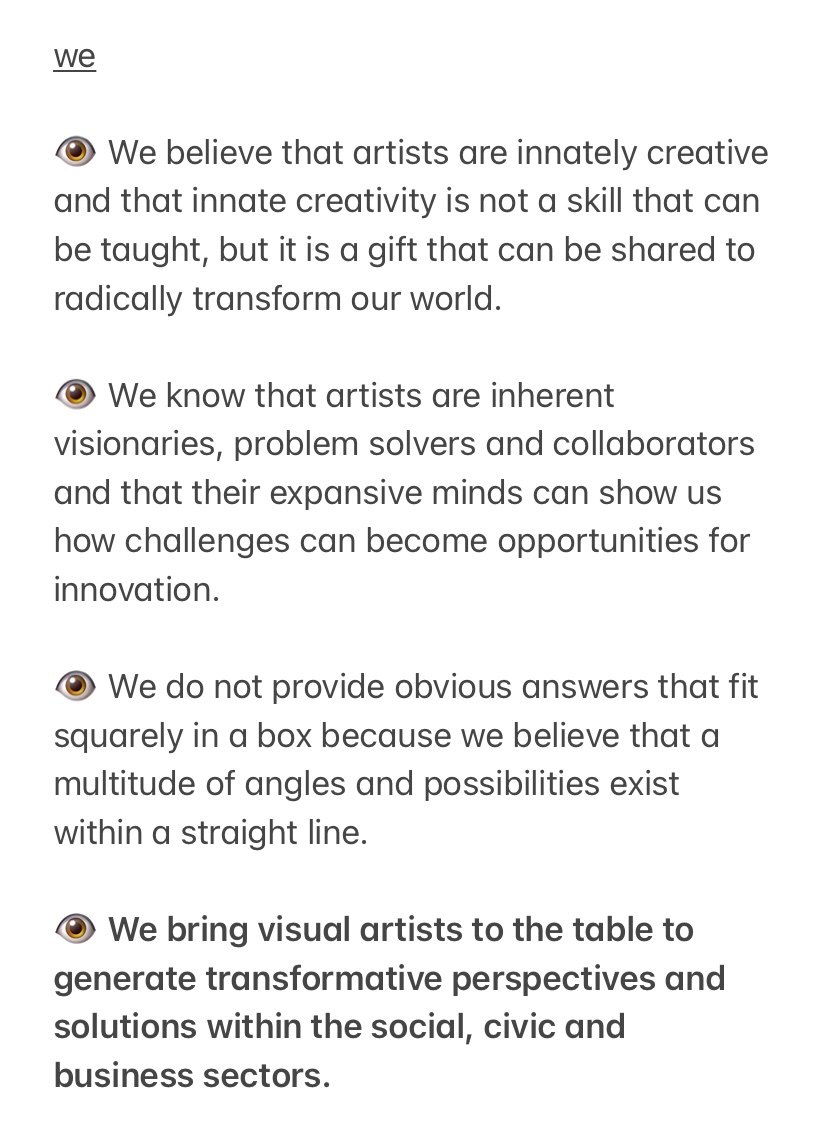 we
👁️ We believe that artists are innately creative
and that innate creativity is not a skill that can
be taught, but it is a gift that can be shared to
radically transform our world.
👁️ We know that artists are inherent
visionaries, problem solvers and collaborators
and that their expansive minds can show us
how challenges can become opportunities for
innovation.
👁️ We do not provide obvious answers that fit
squarely in a box because we believe that a
multitude of angles and possibilities exist
within a straight line.
👁️ We bring visual artists to the table to
generate transformative perspectives and
solutions within the social, civic and
business sectors.